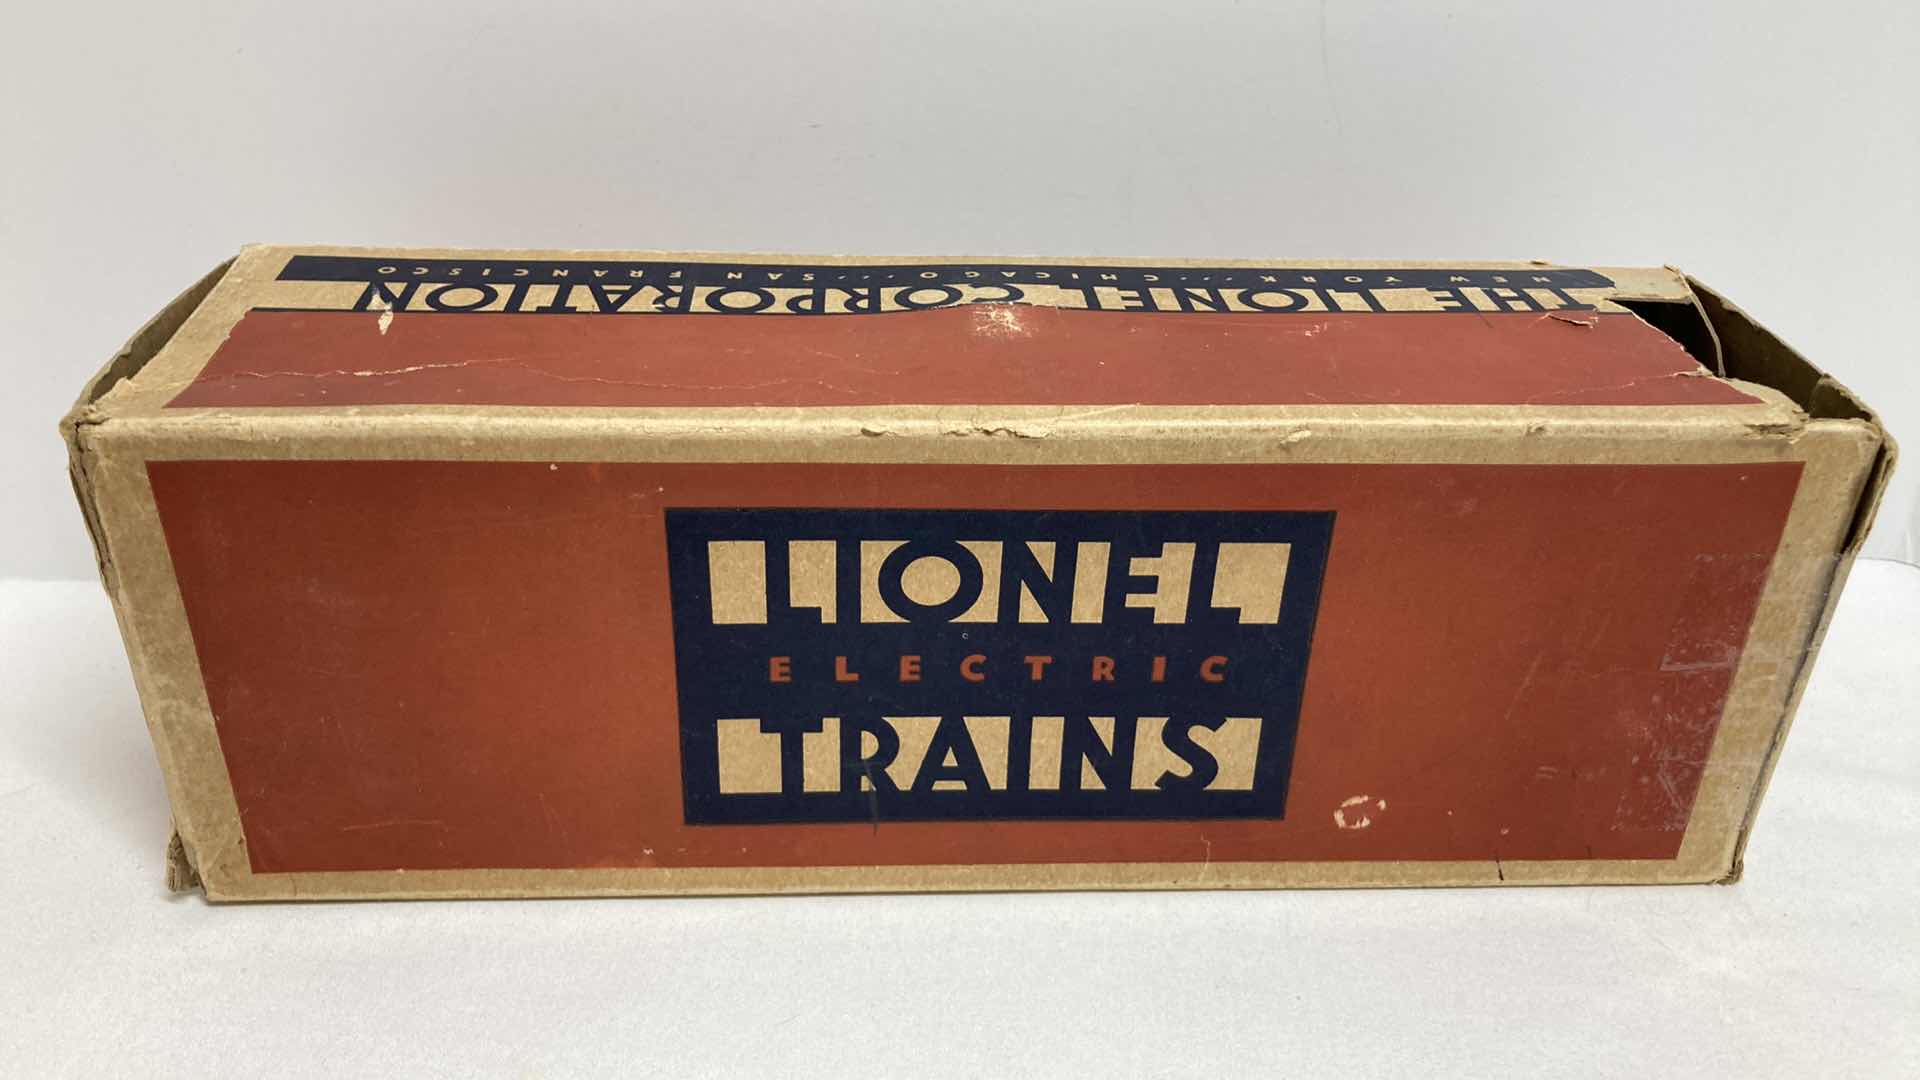 THE LIONEL CORPORATION
NEW YORK...CHICAGO...SAN FRANCISCO
LIONEL
ELECTRIC
TRAINS